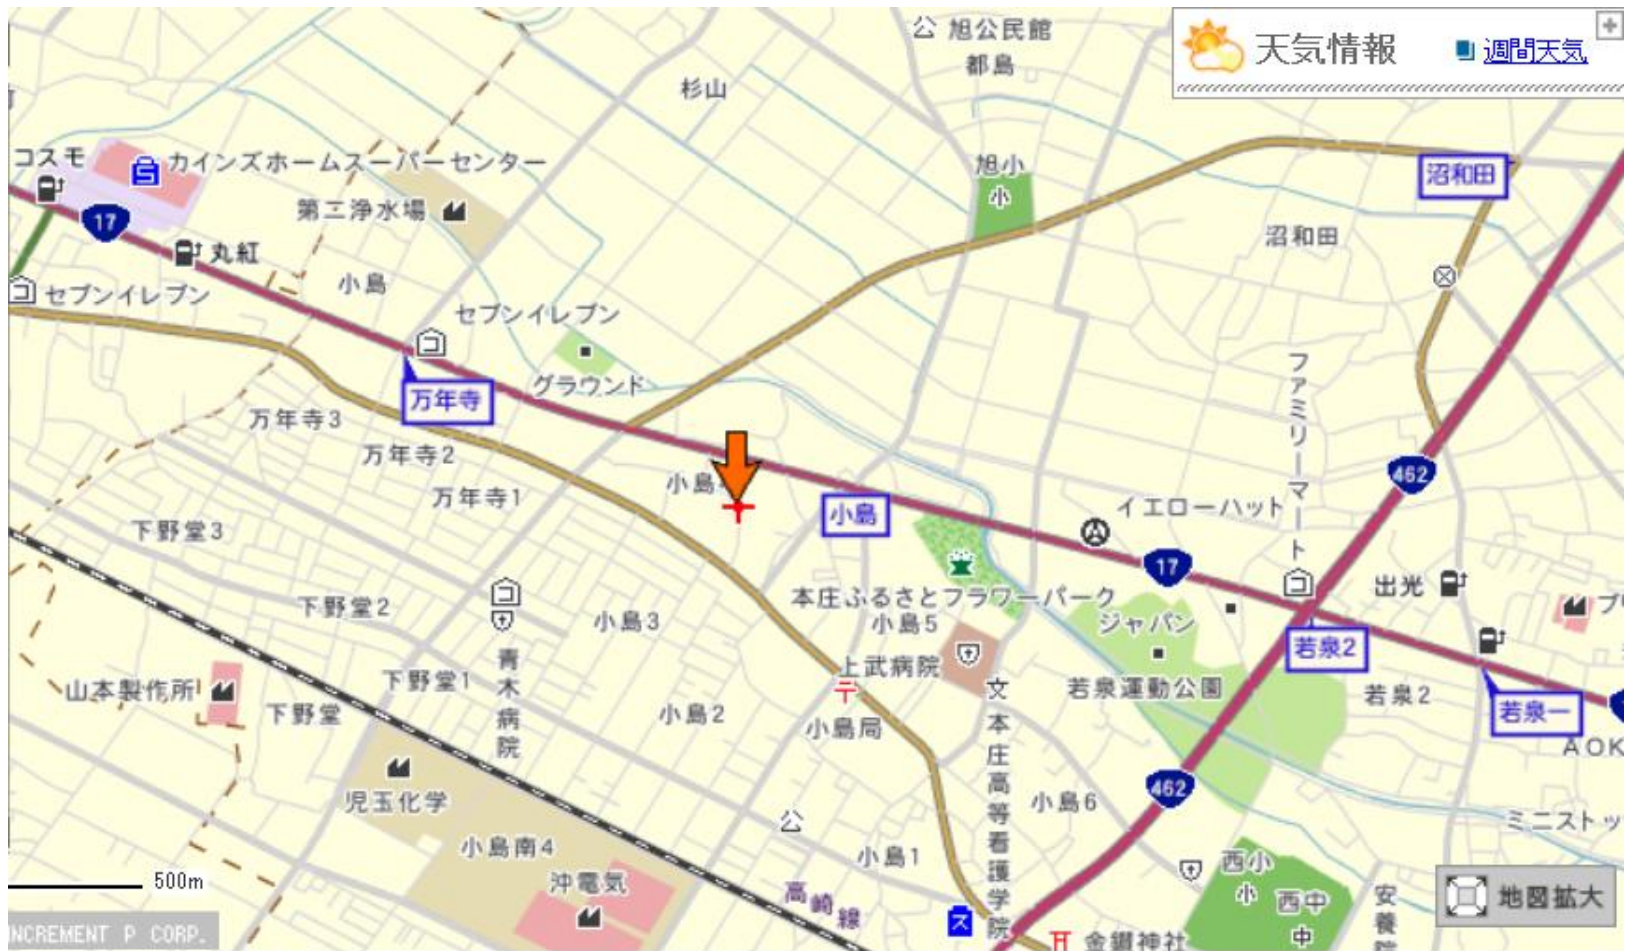 公 旭公民館
都島
天気情報
週間天気
杉山
コスモ
カインズホームスーパーセンター
旭小
小
沼和田
第二浄水場
17
丸紅
沼和田
小島
セブンイレブン
セブンイレブン
グラウンド
ファミリーマート
万年寺
万年寺3
万年寺2
万年寺1
小島4
小島
462
イエローハット
下野堂3
17
本庄ふるさとフラワーパーク
出光
下野堂2
小島3
小島5
ジャパン
若泉2
上武病院
青木病院
下野堂1
若泉運動公園
若泉2
山本製作所
下野堂
小島2
〒
小島局
文
本庄高等看護学院
若泉一
AOK
462
児玉化学
小島6
公
ミニストッ
小島南4
小島1
西小
小
500m
沖電気
高崎線
ス
西中
中
安養院
地図拡大
INCREMENT P CORP.
金鑚神社